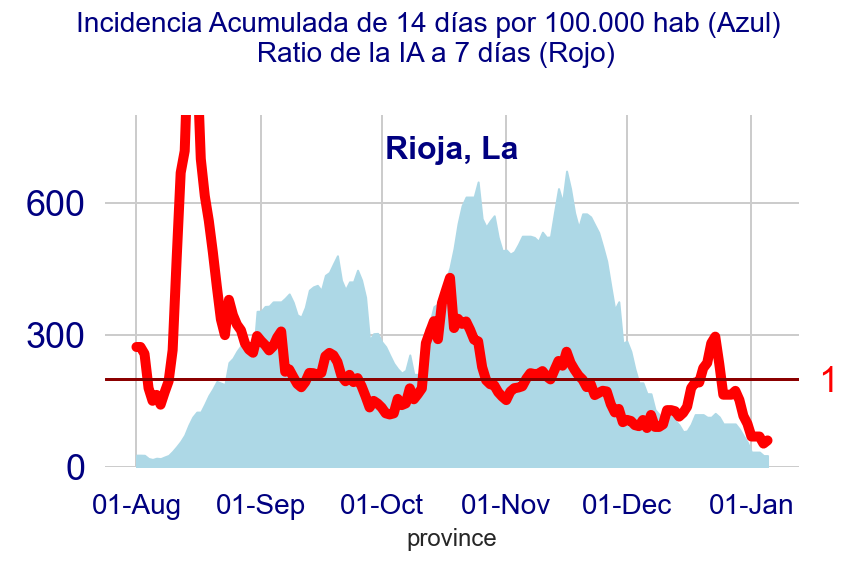 Incidencia Acumulada de 14 días por 100.000 hab (Azul)
Ratio de la IA a 7 días (Rojo)
Rioja, La
600
300
1
0
01-Aug 01-Sep 01-Oct 01-Nov 01-Dec 01-Jan
province